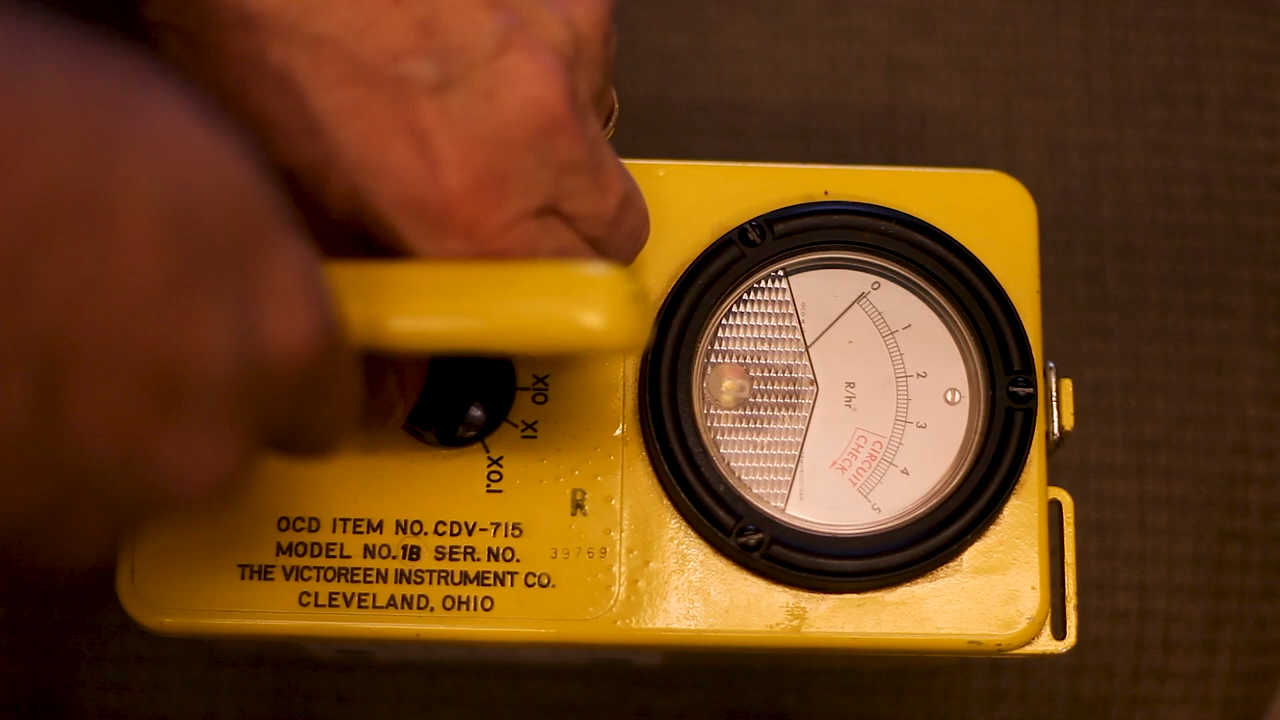 X10
X1
X0.1
R
OCD ITEM NO. CDV-715
MODEL NO. 1B SER. NO. 39769
THE VICTOREEN INSTRUMENT CO.
CLEVELAND, OHIO
0
1
2
3
4
5
R/hr
CIRCUIT
CHECK